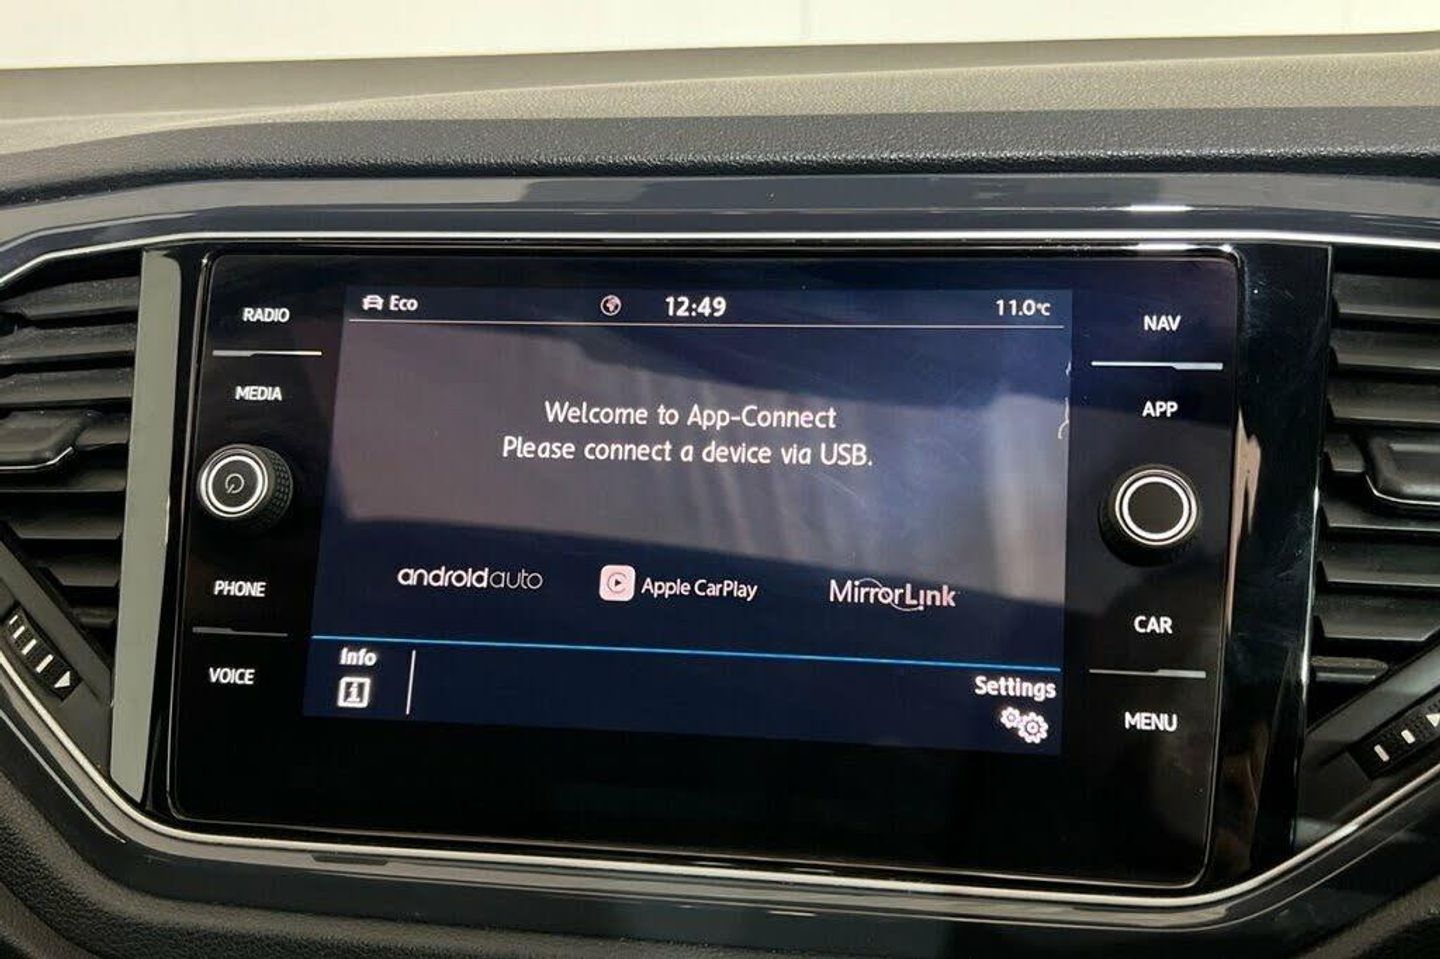 RADIO
MEDIA
PHONE
VOICE
Eco
12:49
11.0°C
Welcome to App-Connect
Please connect a device via USB.
androidauto
Apple CarPlay
MirrorLink
Info
Settings
NAV
APP
CAR
MENU